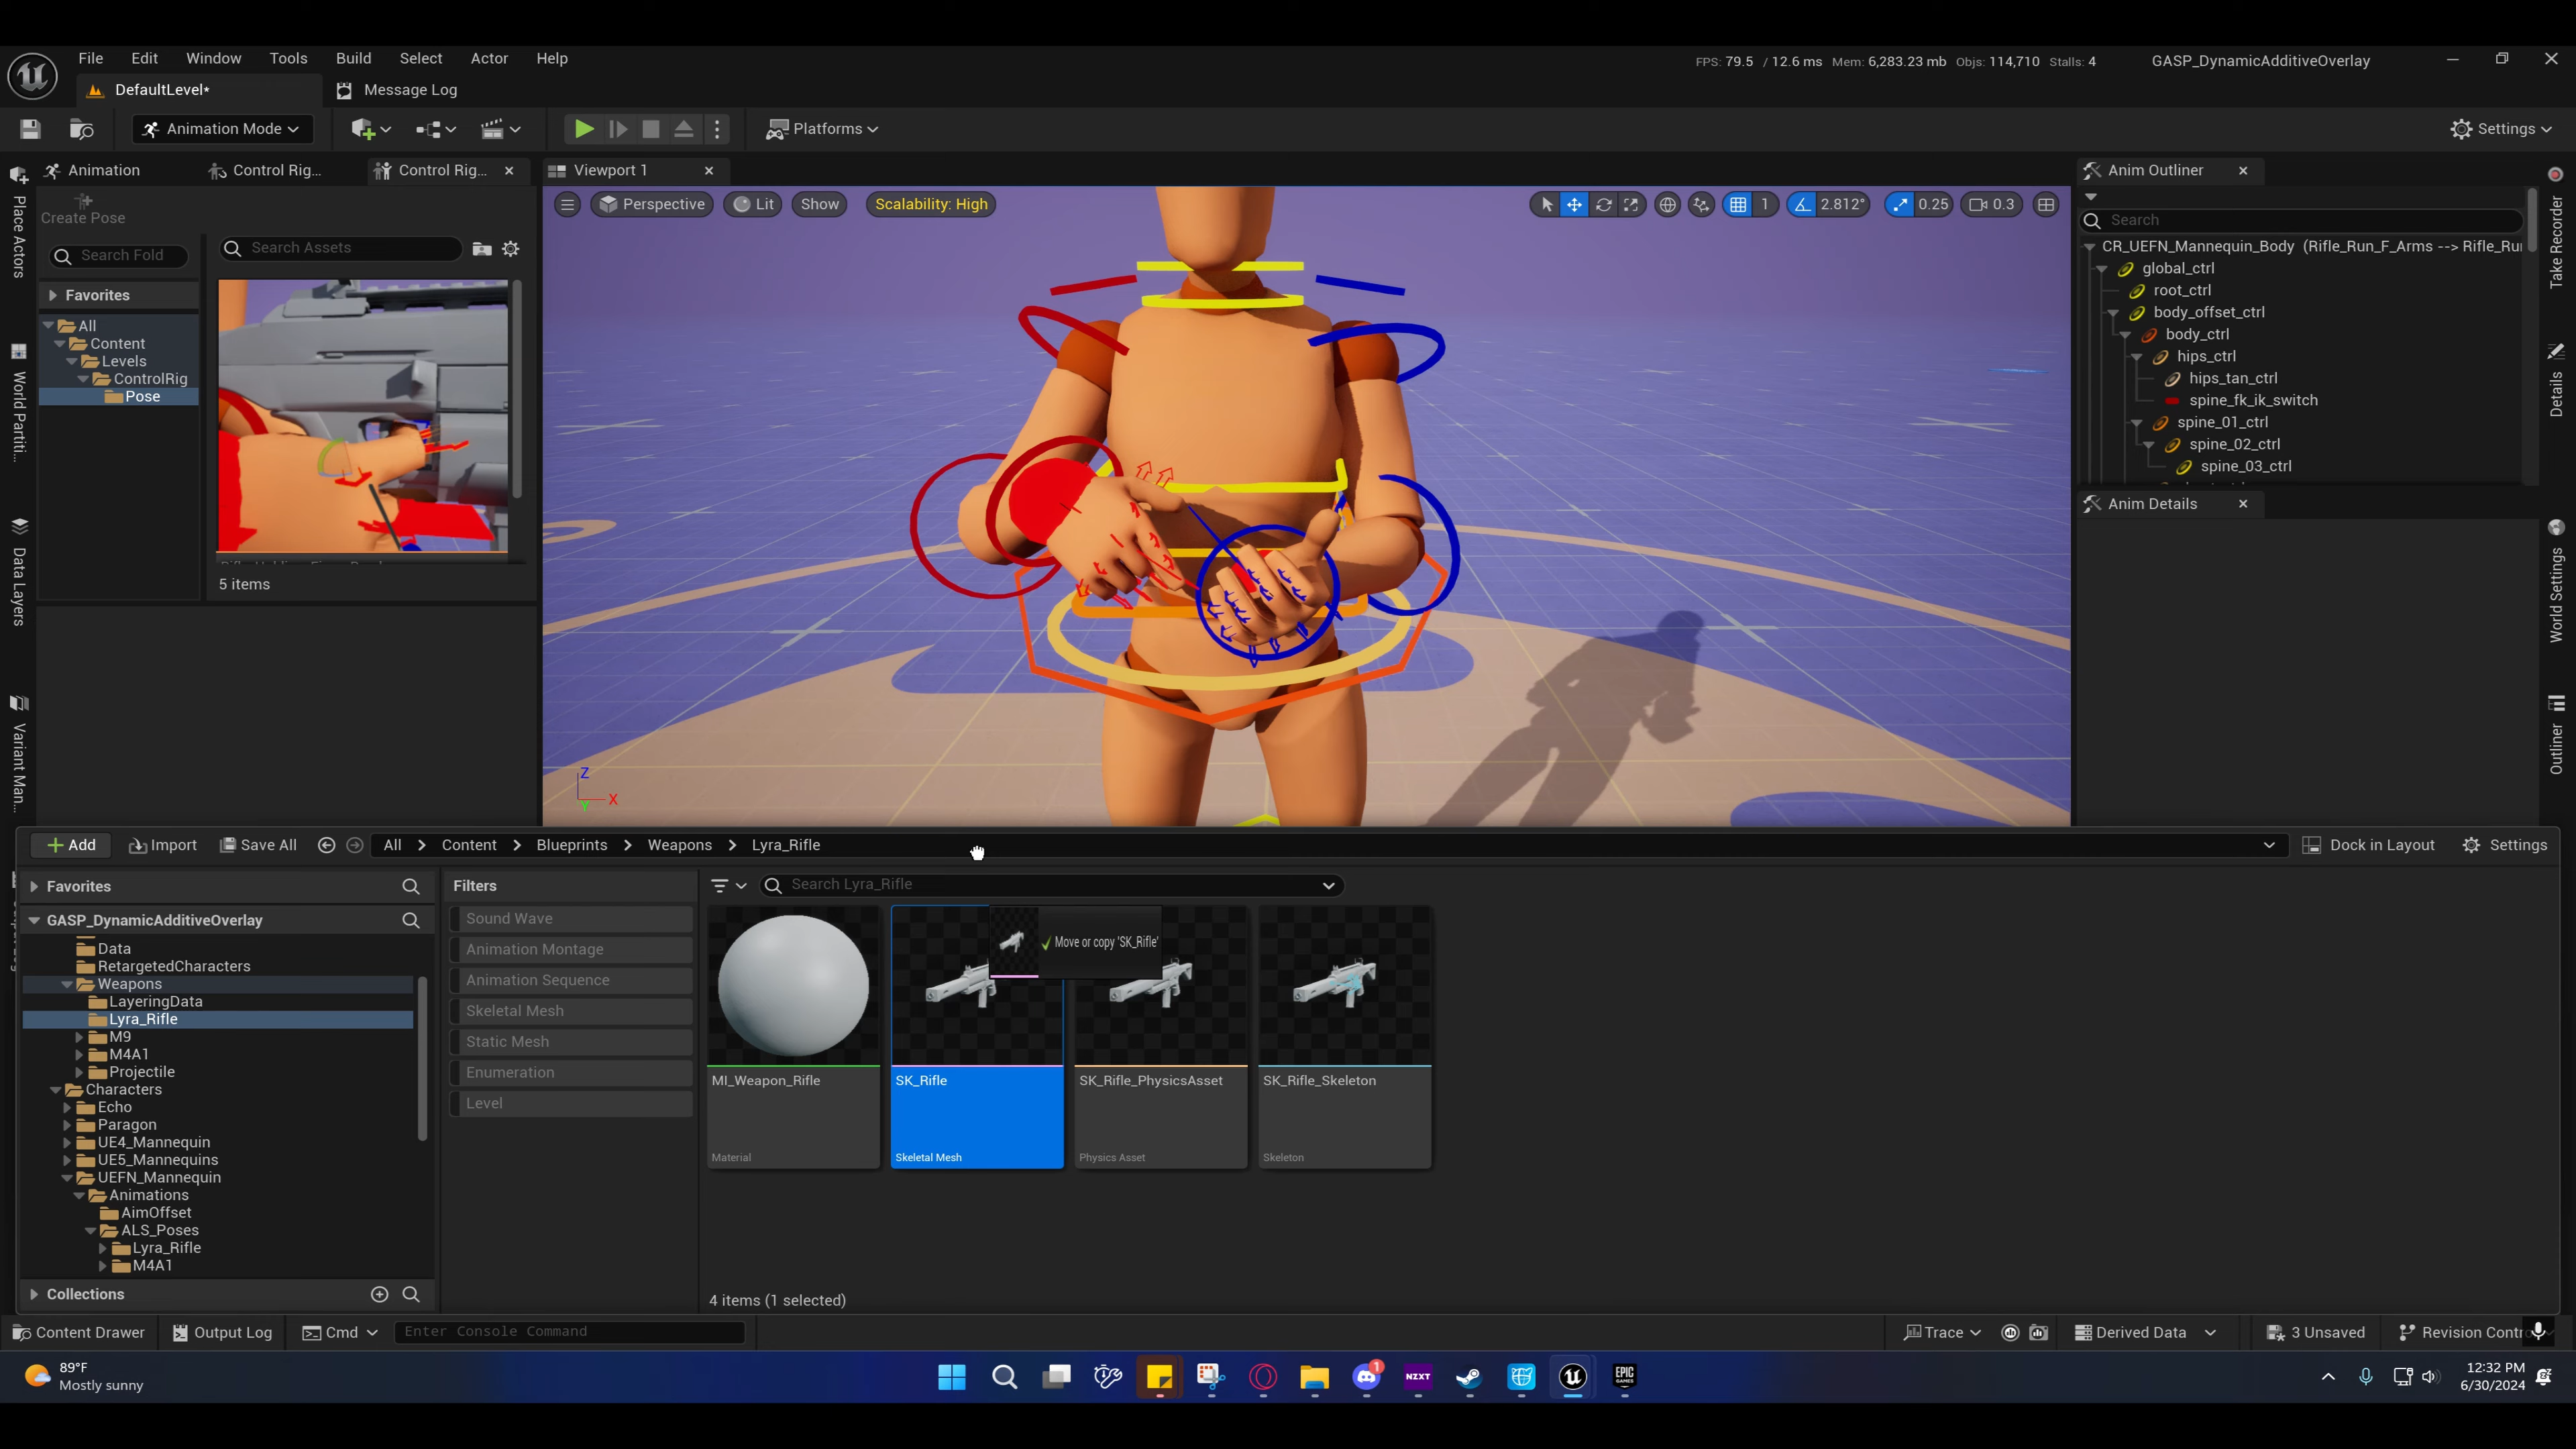 File Edit Window Tools Build Select Actor Help
FPS: 79.5 / 12.6 ms Mem: 6,283.23 mb Objs: 114,710 Stalls: 4
GASP_DynamicAdditiveOverlay
DefaultLevel*
Message Log
Animation Mode
Platforms
Settings
Animation
Control Rig...
Control Rig...
Viewport 1
Anim Outliner
Place Actors
World Partiti...
Data Layers
Variant Man...
Create Pose
Search Fold
Search Assets
Favorites
All
Content
Levels
ControlRig
Pose
5 items
Perspective
Lit
Show
Scalability: High
1
2.812°
0.25
0.3
Z
X
Y
Search
CR_UEFN_Mannequin_Body (Rifle_Run_F_Arms --> Rifle_Ru
global_ctrl
root_ctrl
body_offset_ctrl
body_ctrl
hips_ctrl
hips_tan_ctrl
spine_fk_ik_switch
spine_01_ctrl
spine_02_ctrl
spine_03_ctrl
Anim Details
Take Recorder
Details
World Settings
Outliner
Add
Import
Save All
All > Content > Blueprints > Weapons > Lyra_Rifle
Dock in Layout
Settings
Favorites
GASP_DynamicAdditiveOverlay
Data
RetargetedCharacters
Weapons
LayeringData
Lyra_Rifle
M9
M4A1
Projectile
Characters
Echo
Paragon
UE4_Mannequin
UE5_Mannequins
UEFN_Mannequin
Animations
AimOffset
ALS_Poses
Lyra_Rifle
M4A1
Collections
Filters
Sound Wave
Animation Montage
Animation Sequence
Skeletal Mesh
Static Mesh
Enumeration
Level
Search Lyra_Rifle
Move or copy 'SK_Rifle'
MI_Weapon_Rifle
Material
SK_Rifle
Skeletal Mesh
SK_Rifle_PhysicsAsset
Physics Asset
SK_Rifle_Skeleton
Skeleton
4 items (1 selected)
Content Drawer
Output Log
Cmd
Enter Console Command
Trace
Derived Data
3 Unsaved
Revision Contro
89°F
Mostly sunny
1
NZXT
EPIC
GAMES
12:32 PM
6/30/2024